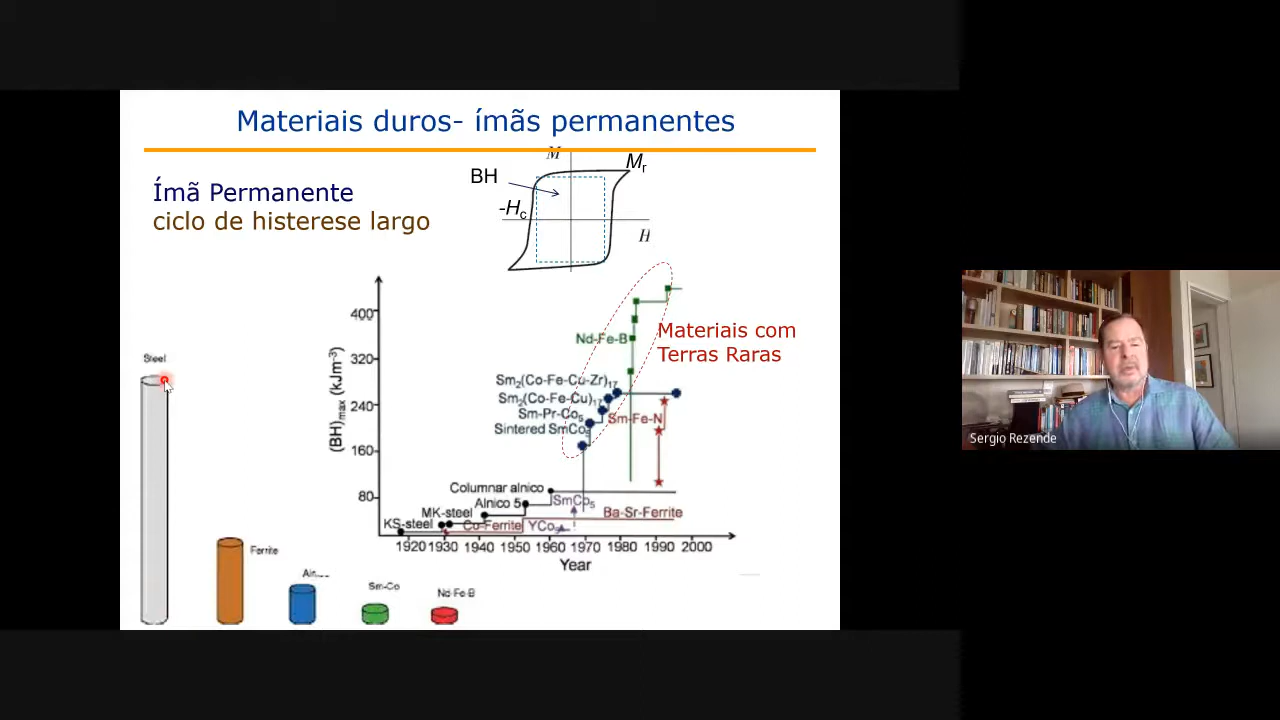 Materiais duros- ímãs permanentes
Ímã Permanente
ciclo de histerese largo
M
Mr
BH
-Hc
H
400
320
240
160
80
(BH)max (kJm-3)
Nd-Fe-B
Materiais com
Terras Raras
Sm2(Co-Fe-Cu-Zr)17
Sm2(Co-Fe-Cu)17
Sm-Pr-Co5
Sintered SmCo5
Sm-Fe-N
Columnar alnico
Alnico 5
SmCo5
MK-steel
Ba-Sr-Ferrite
KS-steel
Co-Ferrite
YCo5
1920 1930 1940 1950 1960 1970 1980 1990 2000
Year
Steel
Ferrite
Sm-Co
Nd-Fe-B
Sergio Rezende